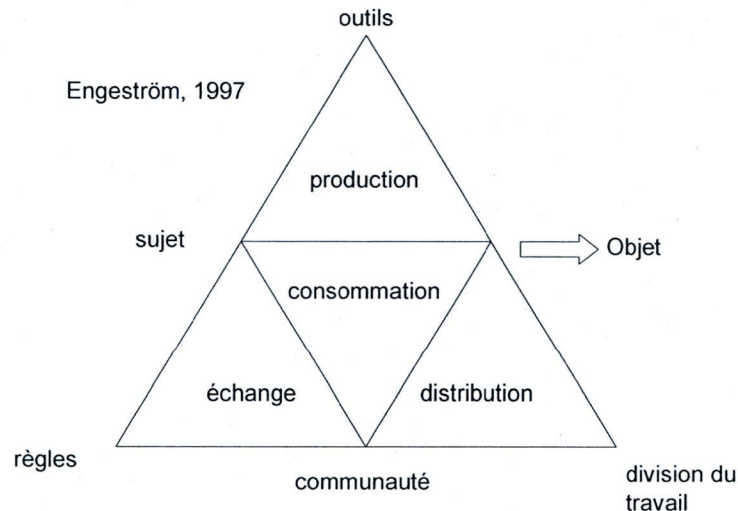 outils
Engeström, 1997
production
sujet
Objet
consommation
échange
distribution
règles
communauté
division du
travail